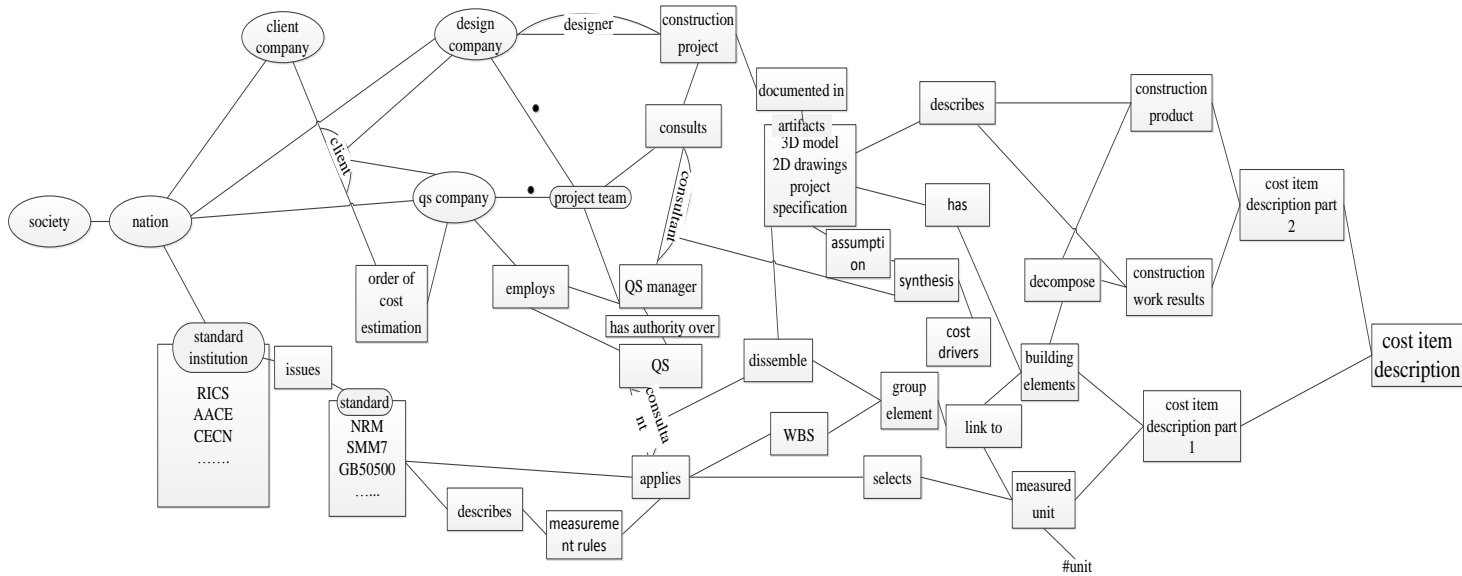 client
company
design
company
designer
construction
project
documented in
artifacts
3D model
2D drawings
project
specification
describes
construction
product
consults
client
consultant
qs company
project team
society
nation
has
cost item
description part
2
assumpti
on
synthesis
decompose
construction
work results
order of
cost
estimation
employs
QS manager
has authority over
QS
cost
drivers
standard
institution
RICS
AACE
CECN
…….
issues
standard
NRM
SMM7
GB50500
…...
dissemble
building
elements
cost item
description
consulta
nt
group
element
link to
cost item
description part
1
WBS
applies
selects
measured
unit
describes
measureme
nt rules
#unit